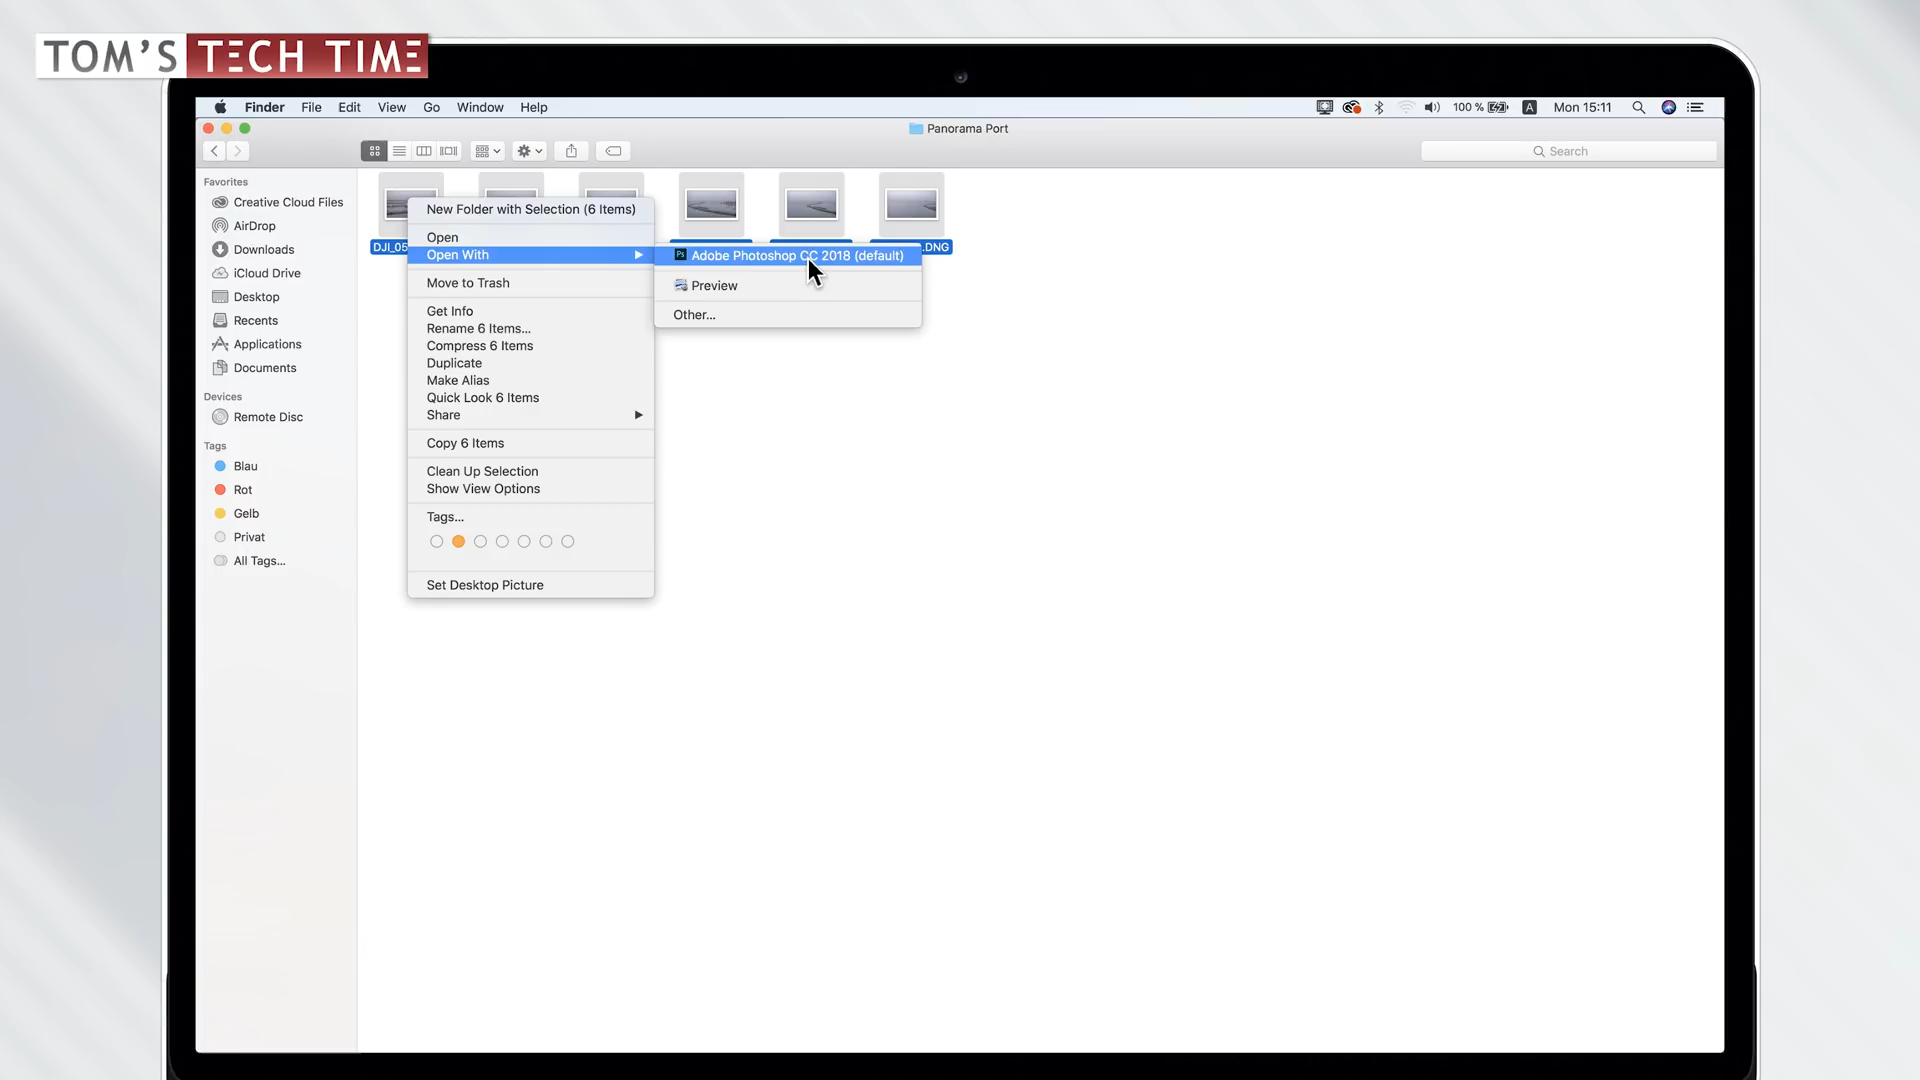 TOM'S TECH TIME
Finder File Edit View Go Window Help 100 % A Mon 15:11
Panorama Port
Search
Favorites
Creative Cloud Files
AirDrop
Downloads
iCloud Drive
Desktop
Recents
Applications
Documents
Devices
Remote Disc
Tags
Blau
Rot
Gelb
Privat
All Tags...
DJI_05
.DNG
New Folder with Selection (6 Items)
Open
Open With
Move to Trash
Get Info
Rename 6 Items...
Compress 6 Items
Duplicate
Make Alias
Quick Look 6 Items
Share
Copy 6 Items
Clean Up Selection
Show View Options
Tags...
Set Desktop Picture
Ps Adobe Photoshop CC 2018 (default)
Preview
Other...